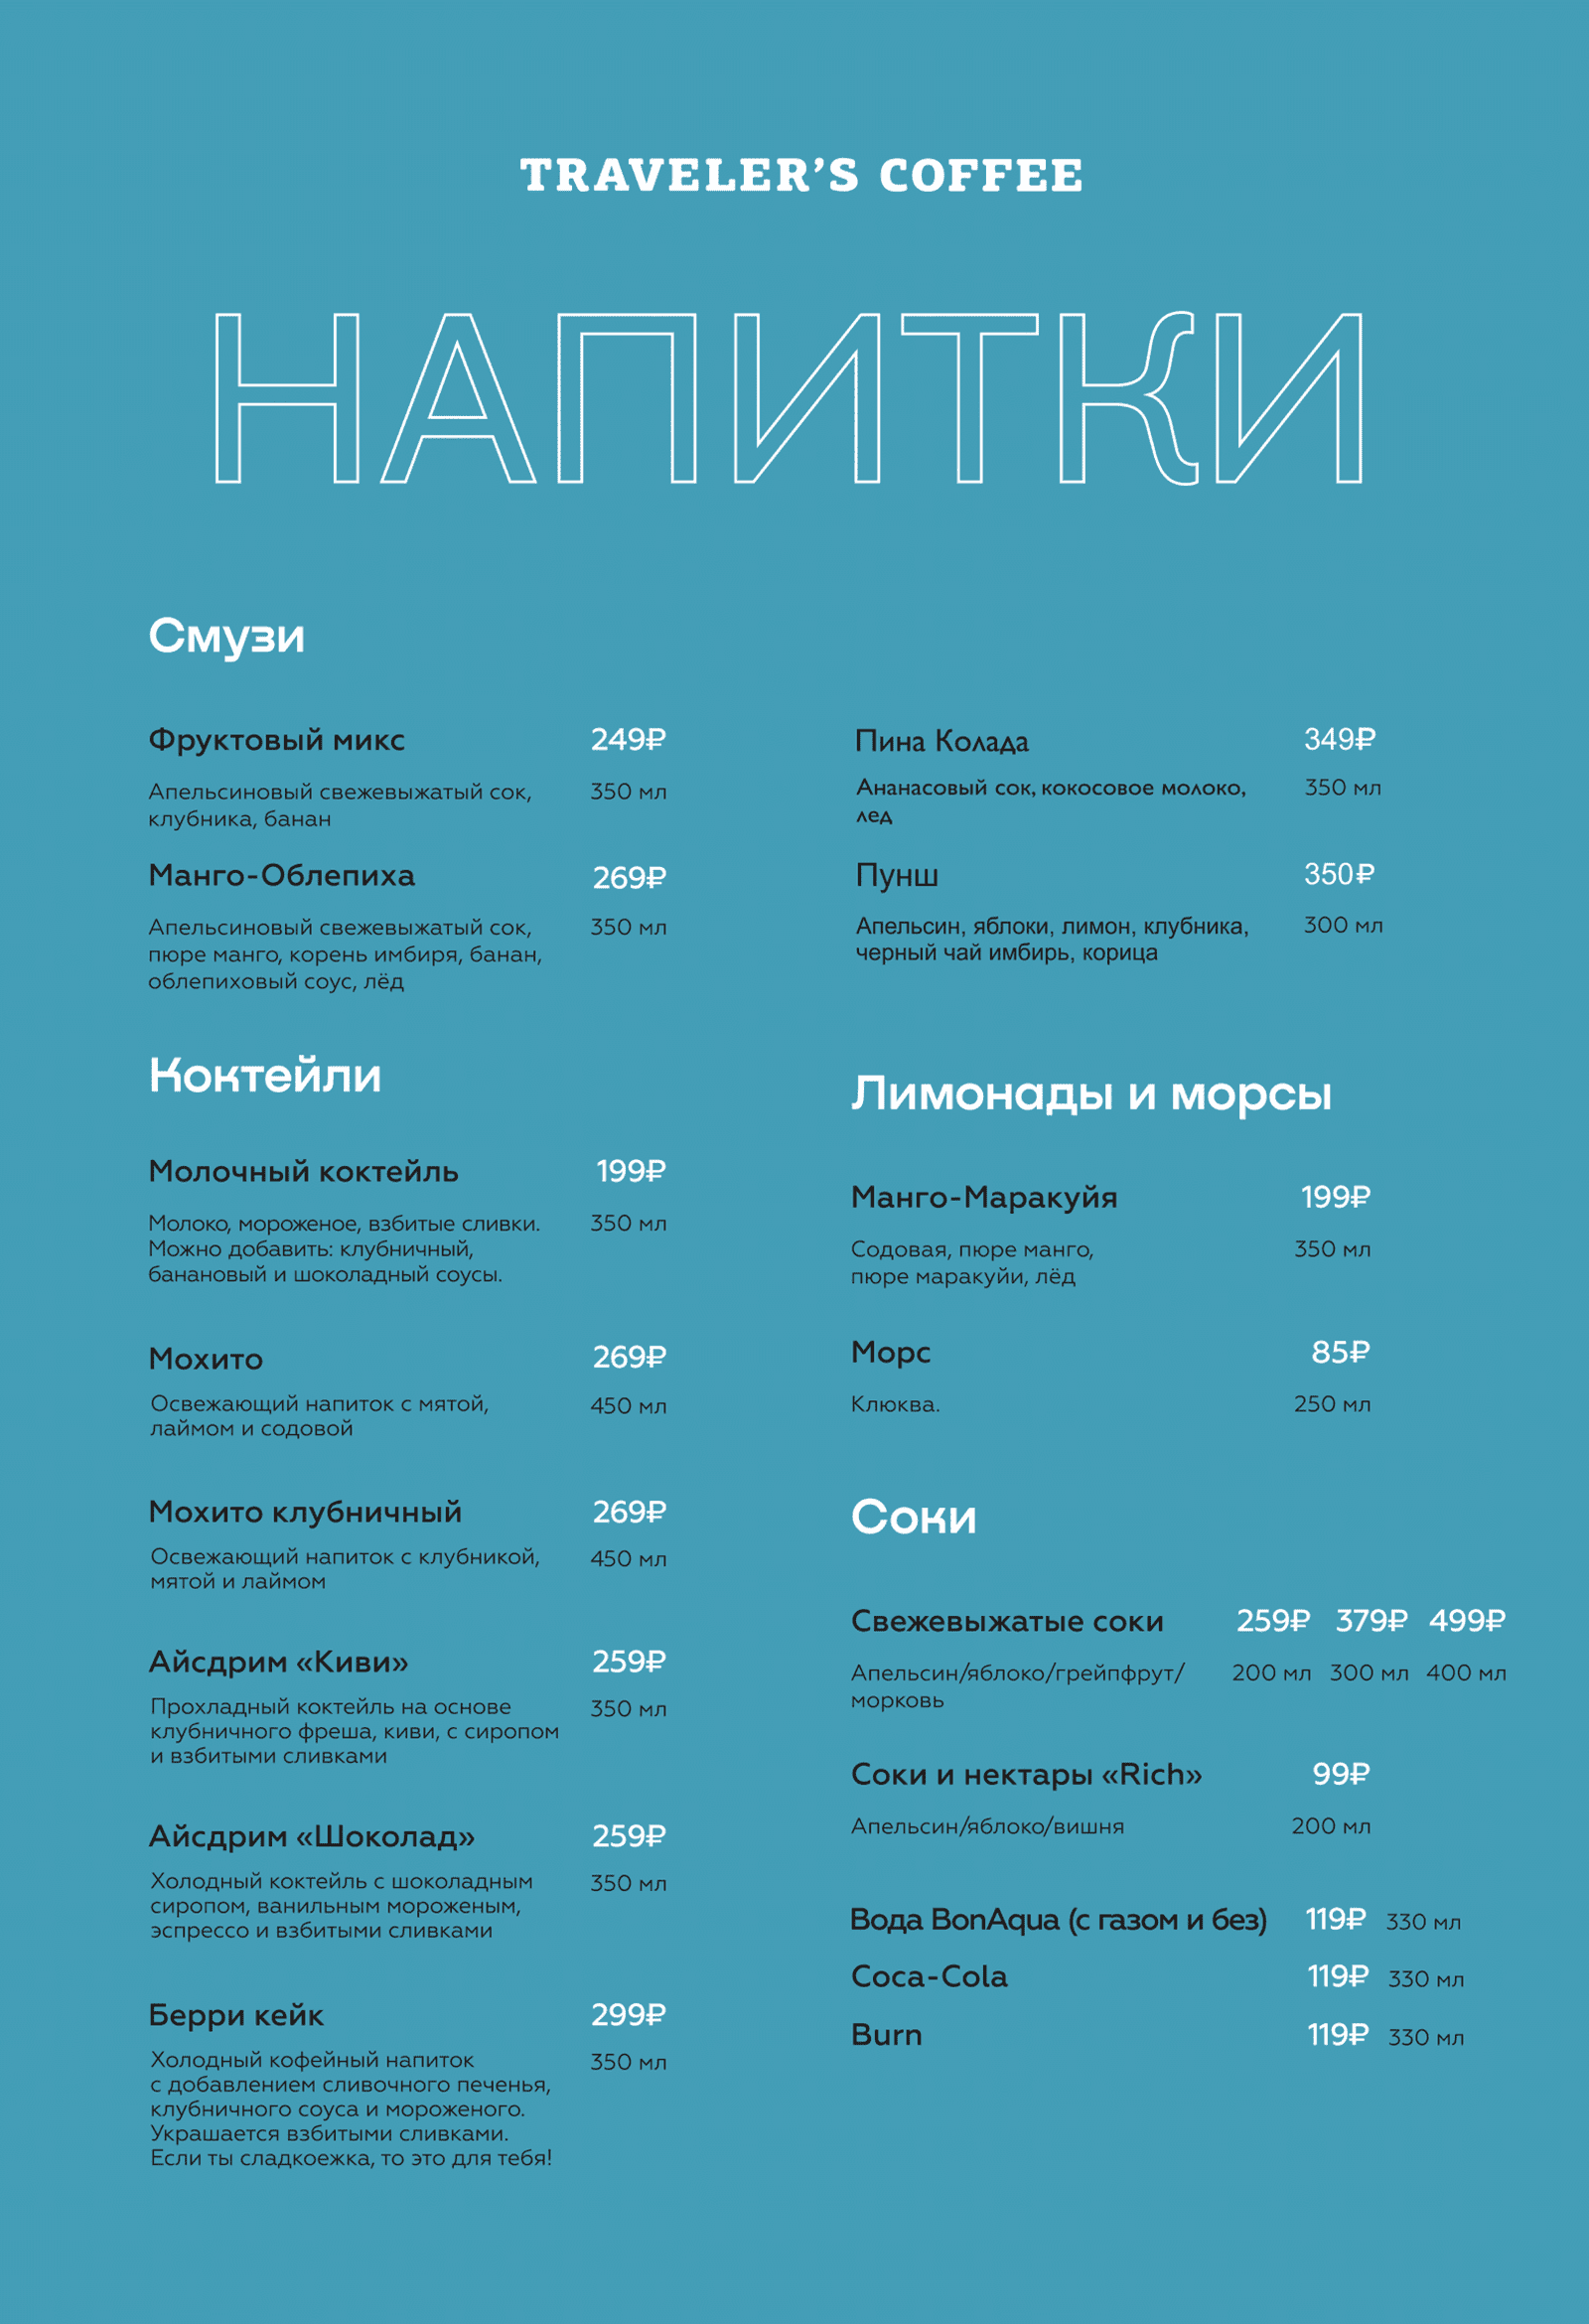 TRAVELER’S COFFEE
НАПИТКИ
Смузи
Фруктовый микс 249₽
Апельсиновый свежевыжатый сок, 350 мл
клубника, банан
Манго-Облепиха 269₽
Апельсиновый свежевыжатый сок, 350 мл
пюре манго, корень имбиря, банан,
облепиховый соус, лёд
Пина Колада 349₽
Ананасовый сок, кокосовое молоко, 350 мл
лед
Пунш 350₽
Апельсин, яблоки, лимон, клубника, 300 мл
черный чай имбирь, корица
Коктейли
Молочный коктейль 199₽
Молоко, мороженое, взбитые сливки. 350 мл
Можно добавить: клубничный,
банановый и шоколадный соусы.
Мохито 269₽
Освежающий напиток с мятой, 450 мл
лаймом и содовой
Мохито клубничный 269₽
Освежающий напиток с клубникой, 450 мл
мятой и лаймом
Айсдрим «Киви» 259₽
Прохладный коктейль на основе 350 мл
клубничного фреша, киви, с сиропом
и взбитыми сливками
Айсдрим «Шоколад» 259₽
Холодный коктейль с шоколадным 350 мл
сиропом, ванильным мороженым,
эспрессо и взбитыми сливками
Берри кейк 299₽
Холодный кофейный напиток 350 мл
с добавлением сливочного печенья,
клубничного соуса и мороженого.
Украшается взбитыми сливками.
Если ты сладкоежка, то это для тебя!
Лимонады и морсы
Манго-Маракуйя 199₽
Содовая, пюре манго, 350 мл
пюре маракуйи, лёд
Морс 85₽
Клюква. 250 мл
Соки
Свежевыжатые соки 259₽ 379₽ 499₽
Апельсин/яблоко/грейпфрут/ 200 мл 300 мл 400 мл
морковь
Соки и нектары «Rich» 99₽
Апельсин/яблоко/вишня 200 мл
Вода BonAqua (с газом и без) 119₽ 330 мл
Coca-Cola 119₽ 330 мл
Burn 119₽ 330 мл